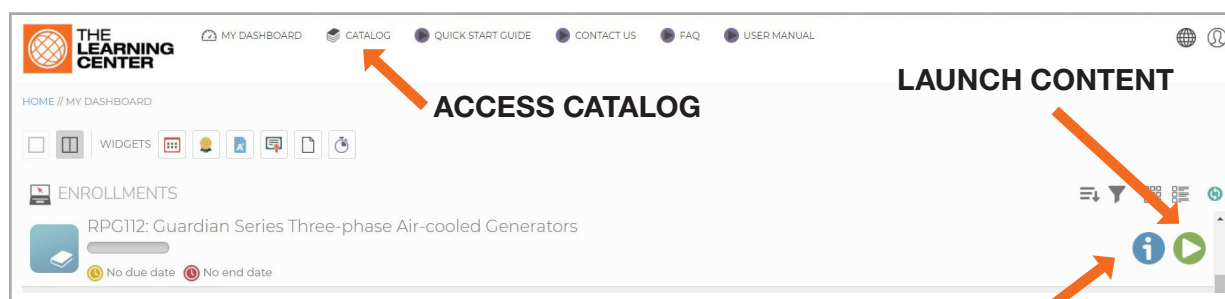 THE
LEARNING
CENTER
MY DASHBOARD CATALOG QUICK START GUIDE CONTACT US FAQ USER MANUAL
LAUNCH CONTENT
ACCESS CATALOG
HOME // MY DASHBOARD
WIDGETS
ENROLLMENTS
RPG112: Guardian Series Three-phase Air-cooled Generators
No due date No end date